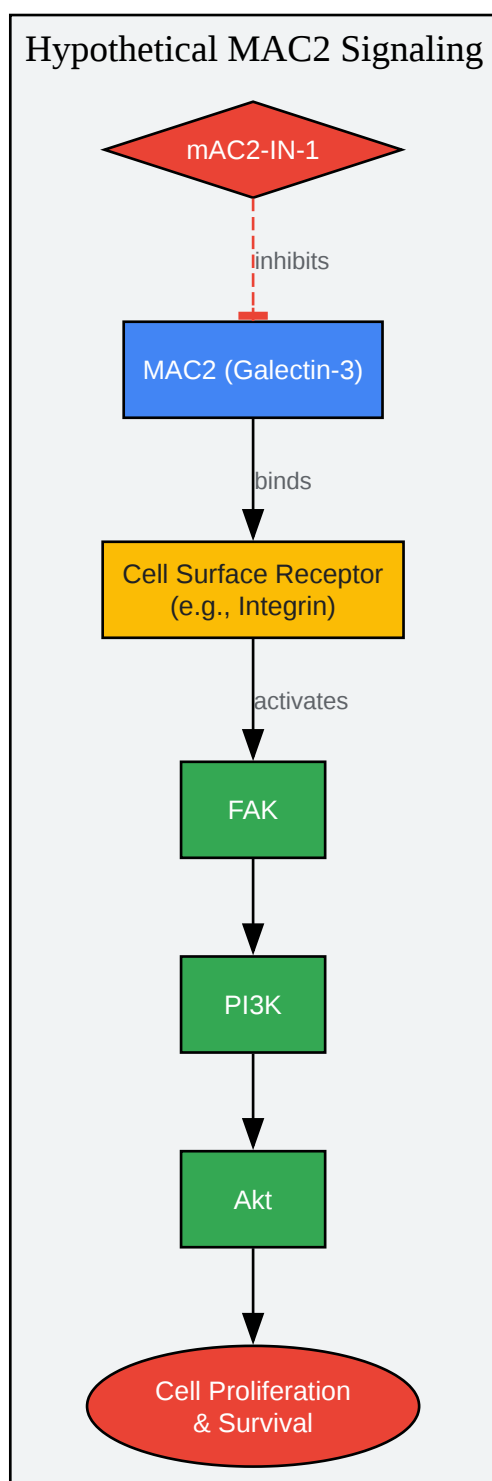 Hypothetical MAC2 Signaling
mAC2-IN-1
inhibits
MAC2 (Galectin-3)
binds
Cell Surface Receptor
(e.g., Integrin)
activates
FAK
PI3K
Akt
Cell Proliferation
& Survival